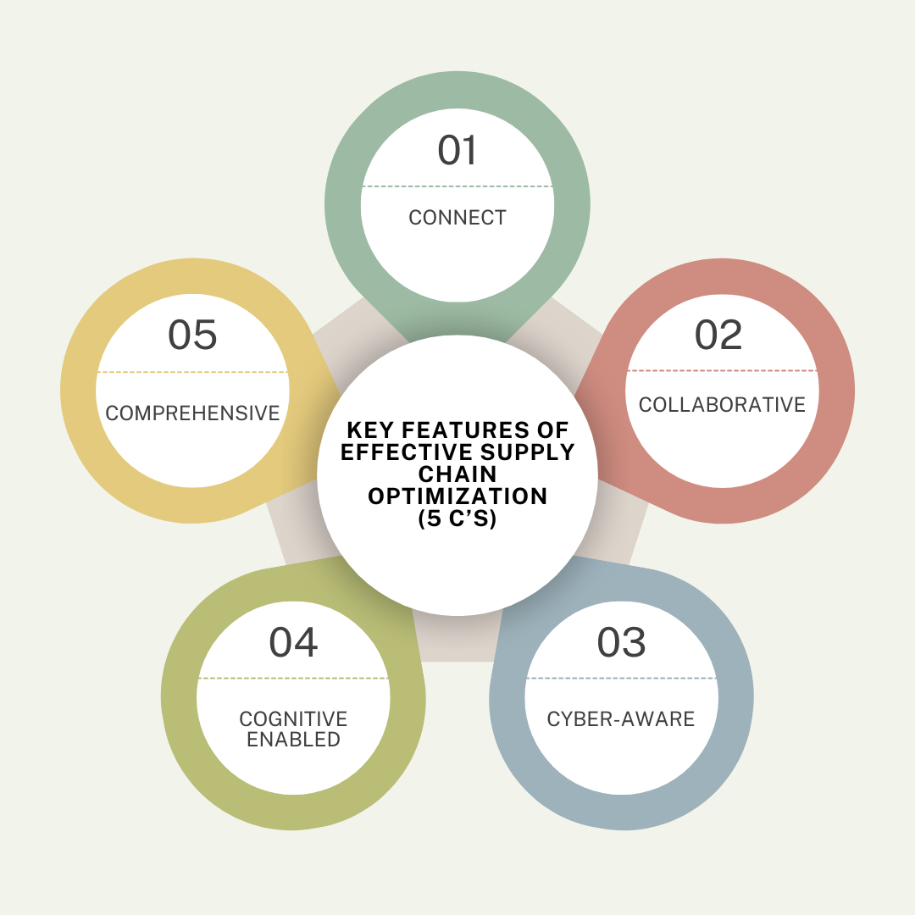 01
CONNECT
02
COLLABORATIVE
03
CYBER-AWARE
04
COGNITIVE
ENABLED
05
COMPREHENSIVE
KEY FEATURES OF
EFFECTIVE SUPPLY
CHAIN
OPTIMIZATION
(5 C’S)